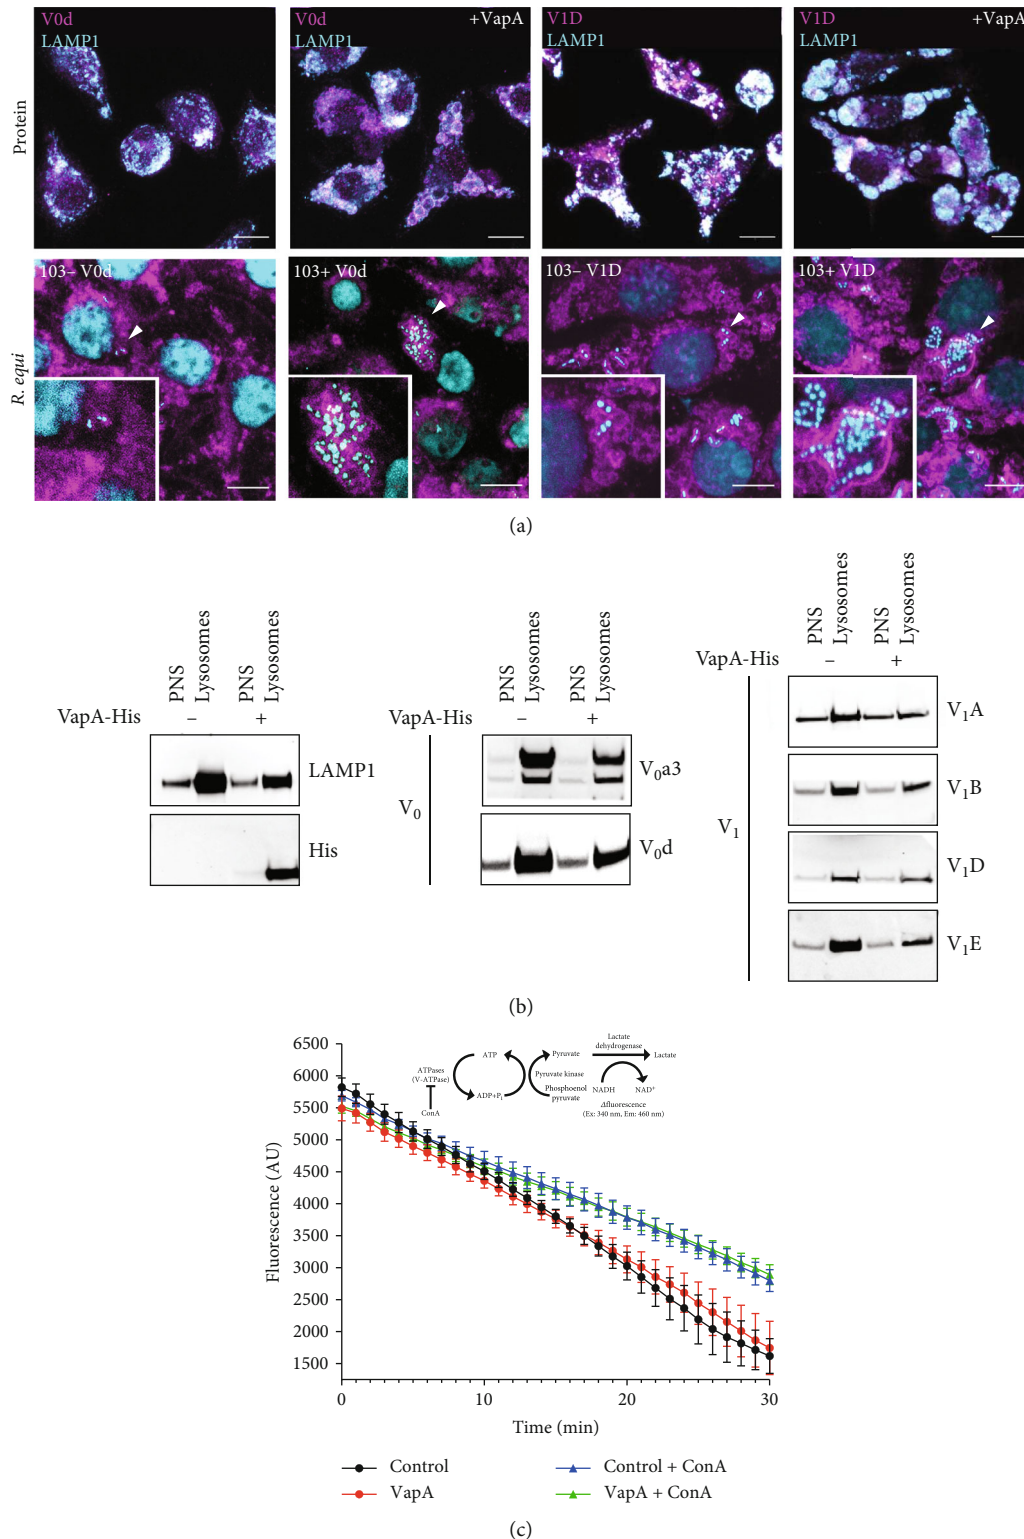 V0d
LAMP1
V0d
+VapA
LAMP1
V1D
LAMP1
V1D
+VapA
LAMP1
Protein
103– V0d
103+ V0d
103– V1D
103+ V1D
R. equi
(a)
PNS
Lysosomes
PNS
Lysosomes
VapA-His
–
+
LAMP1
His
PNS
Lysosomes
PNS
Lysosomes
VapA-His
–
+
V₀
V₀a3
V₀d
PNS
Lysosomes
PNS
Lysosomes
VapA-His
–
+
V₁
V₁A
V₁B
V₁D
V₁E
(b)
6500
6000
5500
5000
4500
4000
3500
3000
2500
2000
1500
Fluorescence (AU)
0
10
20
30
Time (min)
ATPases
(V-ATPase)
ConA
ATP
ADP+Pᵢ
Pyruvate
Pyruvate kinase
Phosphoenol
pyruvate
Lactate
dehydrogenase
Lactate
NADH
NAD⁺
Δfluorescence
(Ex: 340 nm, Em: 460 nm)
Control
VapA
Control + ConA
VapA + ConA
(c)